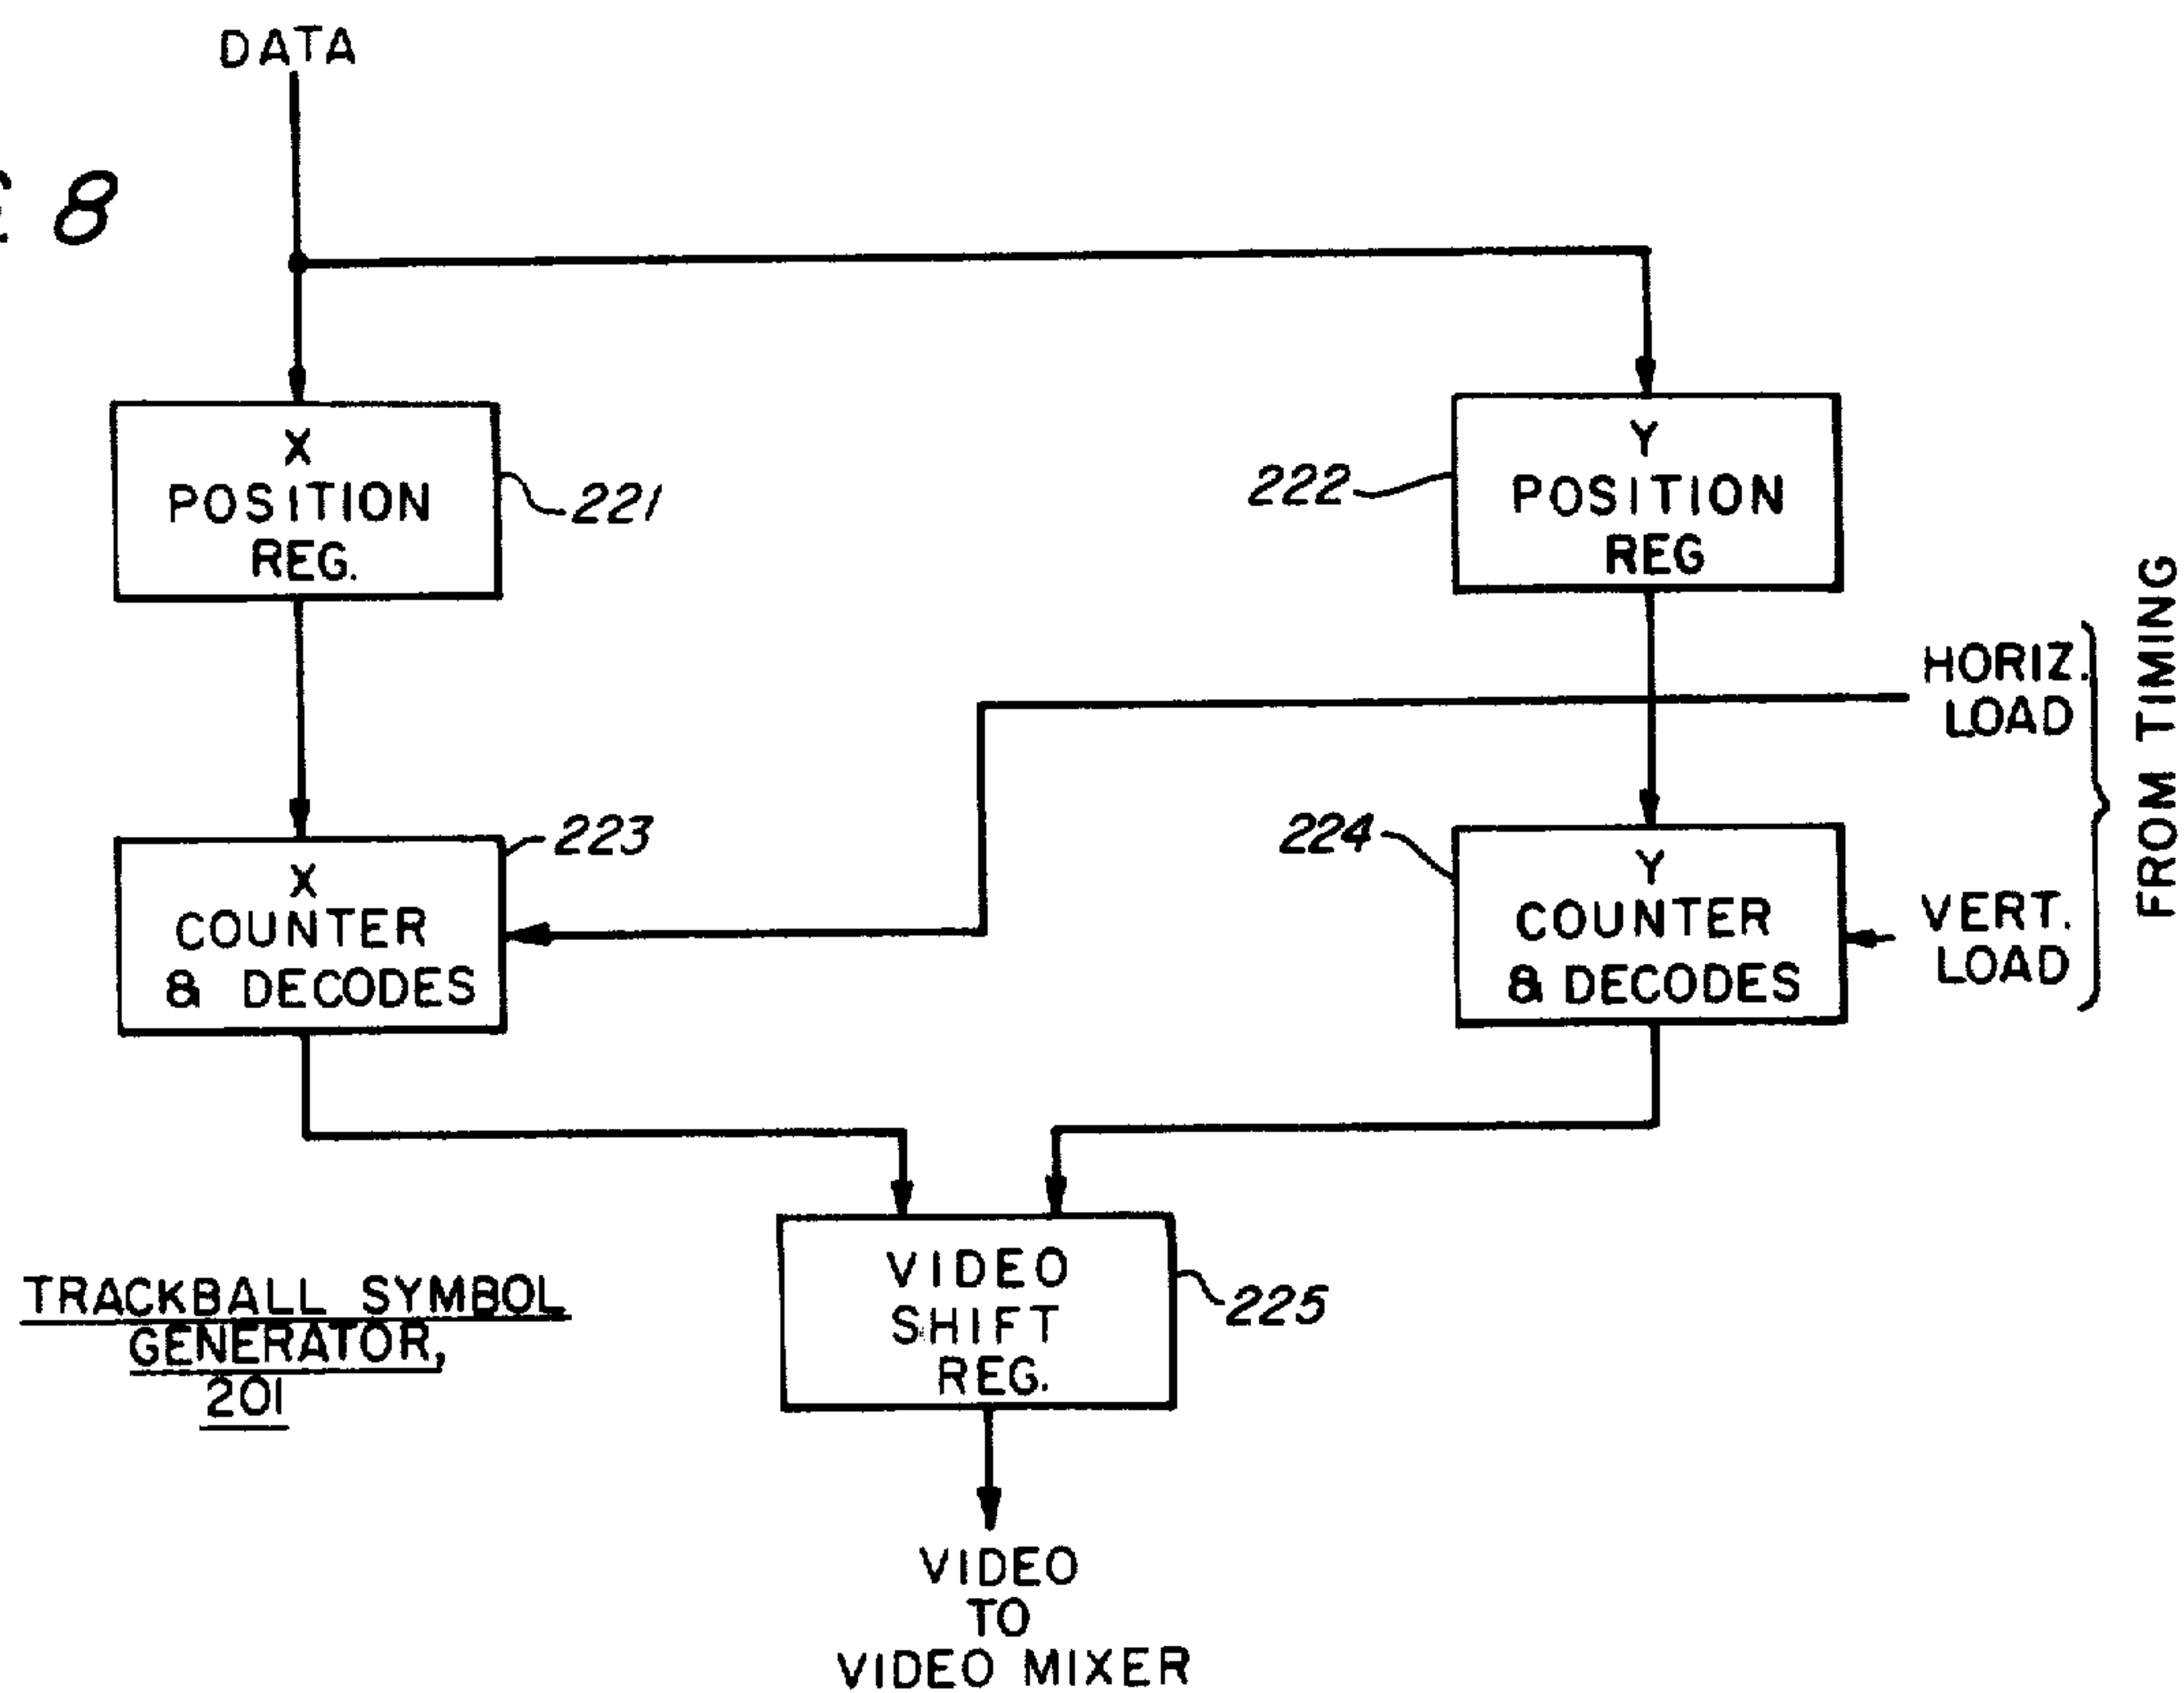 DATA
8
X
POSITION
REG.
221
222
Y
POSITION
REG
HORIZ.
LOAD
FROM TIMING
X
COUNTER
& DECODES
223
224
Y
COUNTER
& DECODES
VERT.
LOAD
VIDEO
SHIFT
REG.
225
TRACKBALL SYMBOL
GENERATOR,
201
VIDEO
TO
VIDEO MIXER